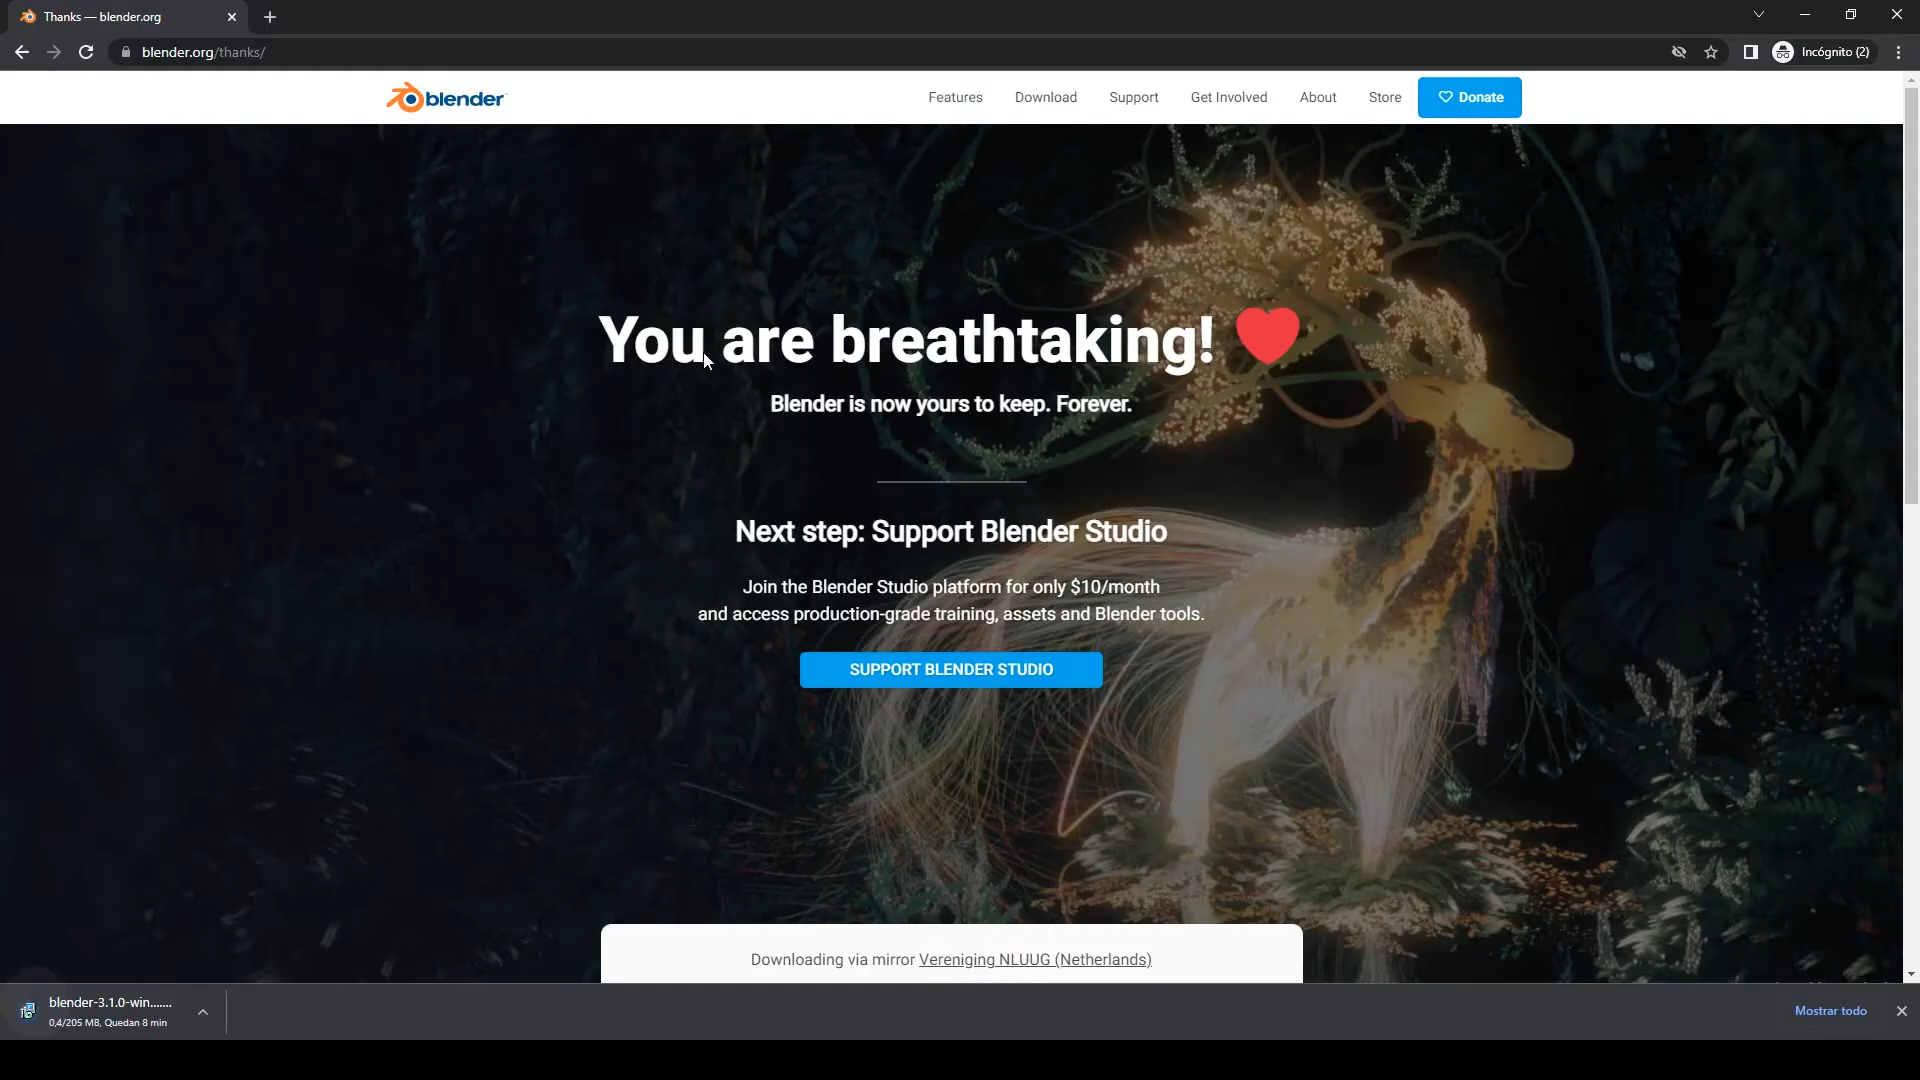 Thanks — blender.org
blender.org/thanks/
Incógnito (2)
blender
Features
Download
Support
Get Involved
About
Store
Donate
You are breathtaking!
Blender is now yours to keep. Forever.
Next step: Support Blender Studio
Join the Blender Studio platform for only $10/month
and access production-grade training, assets and Blender tools.
SUPPORT BLENDER STUDIO
Downloading via mirror Vereniging NLUUG (Netherlands)
blender-3.1.0-win.......
0,4/205 MB, Quedan 8 min
Mostrar todo